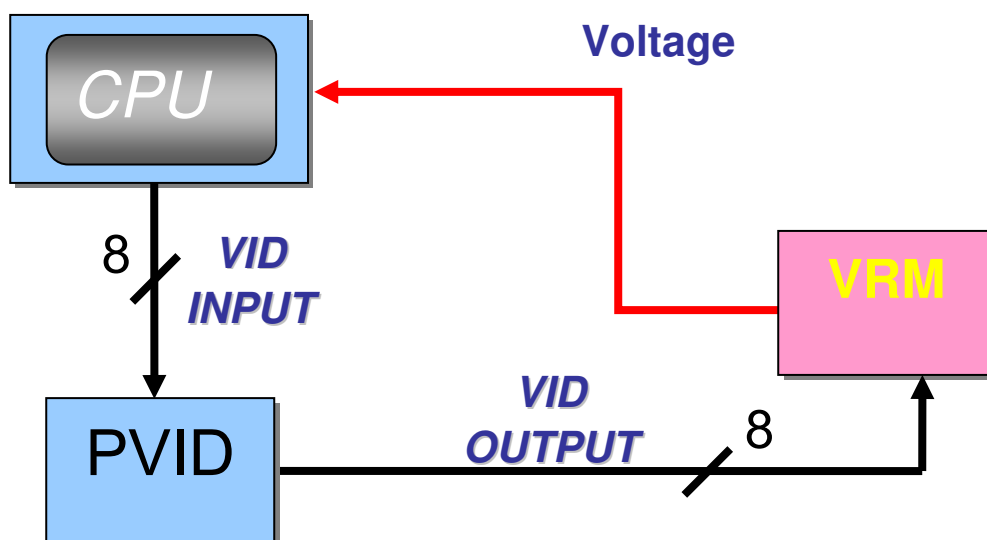 Voltage
CPU
8
VID
INPUT
VRM
VID
OUTPUT
8
PVID